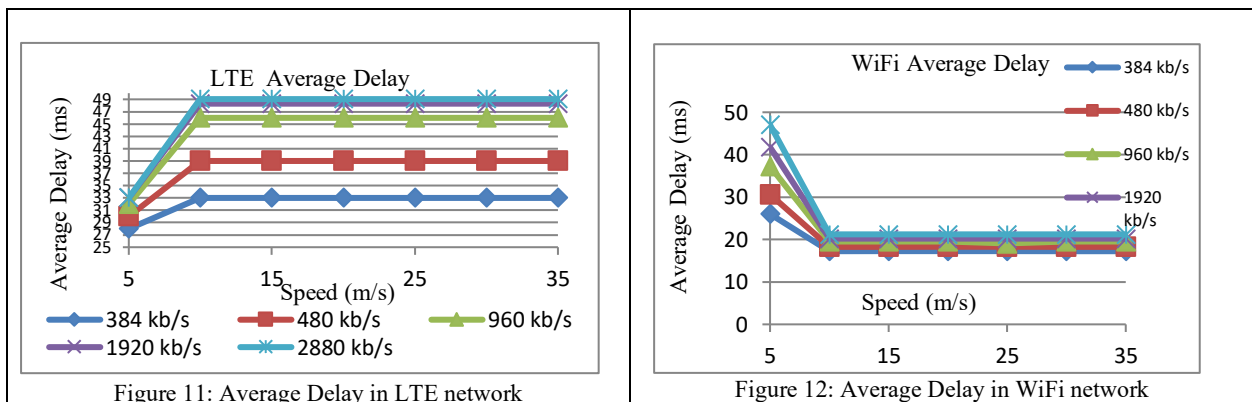 LTE Average Delay
Average Delay (ms)
49
47
45
43
41
39
37
35
33
31
29
27
25
5
15
25
35
Speed (m/s)
384 kb/s
480 kb/s
960 kb/s
1920 kb/s
2880 kb/s
Figure 11: Average Delay in LTE network
WiFi Average Delay
Average Delay (ms)
50
40
30
20
10
0
5
15
25
35
Speed (m/s)
384 kb/s
480 kb/s
960 kb/s
1920
kb/s
Figure 12: Average Delay in WiFi network